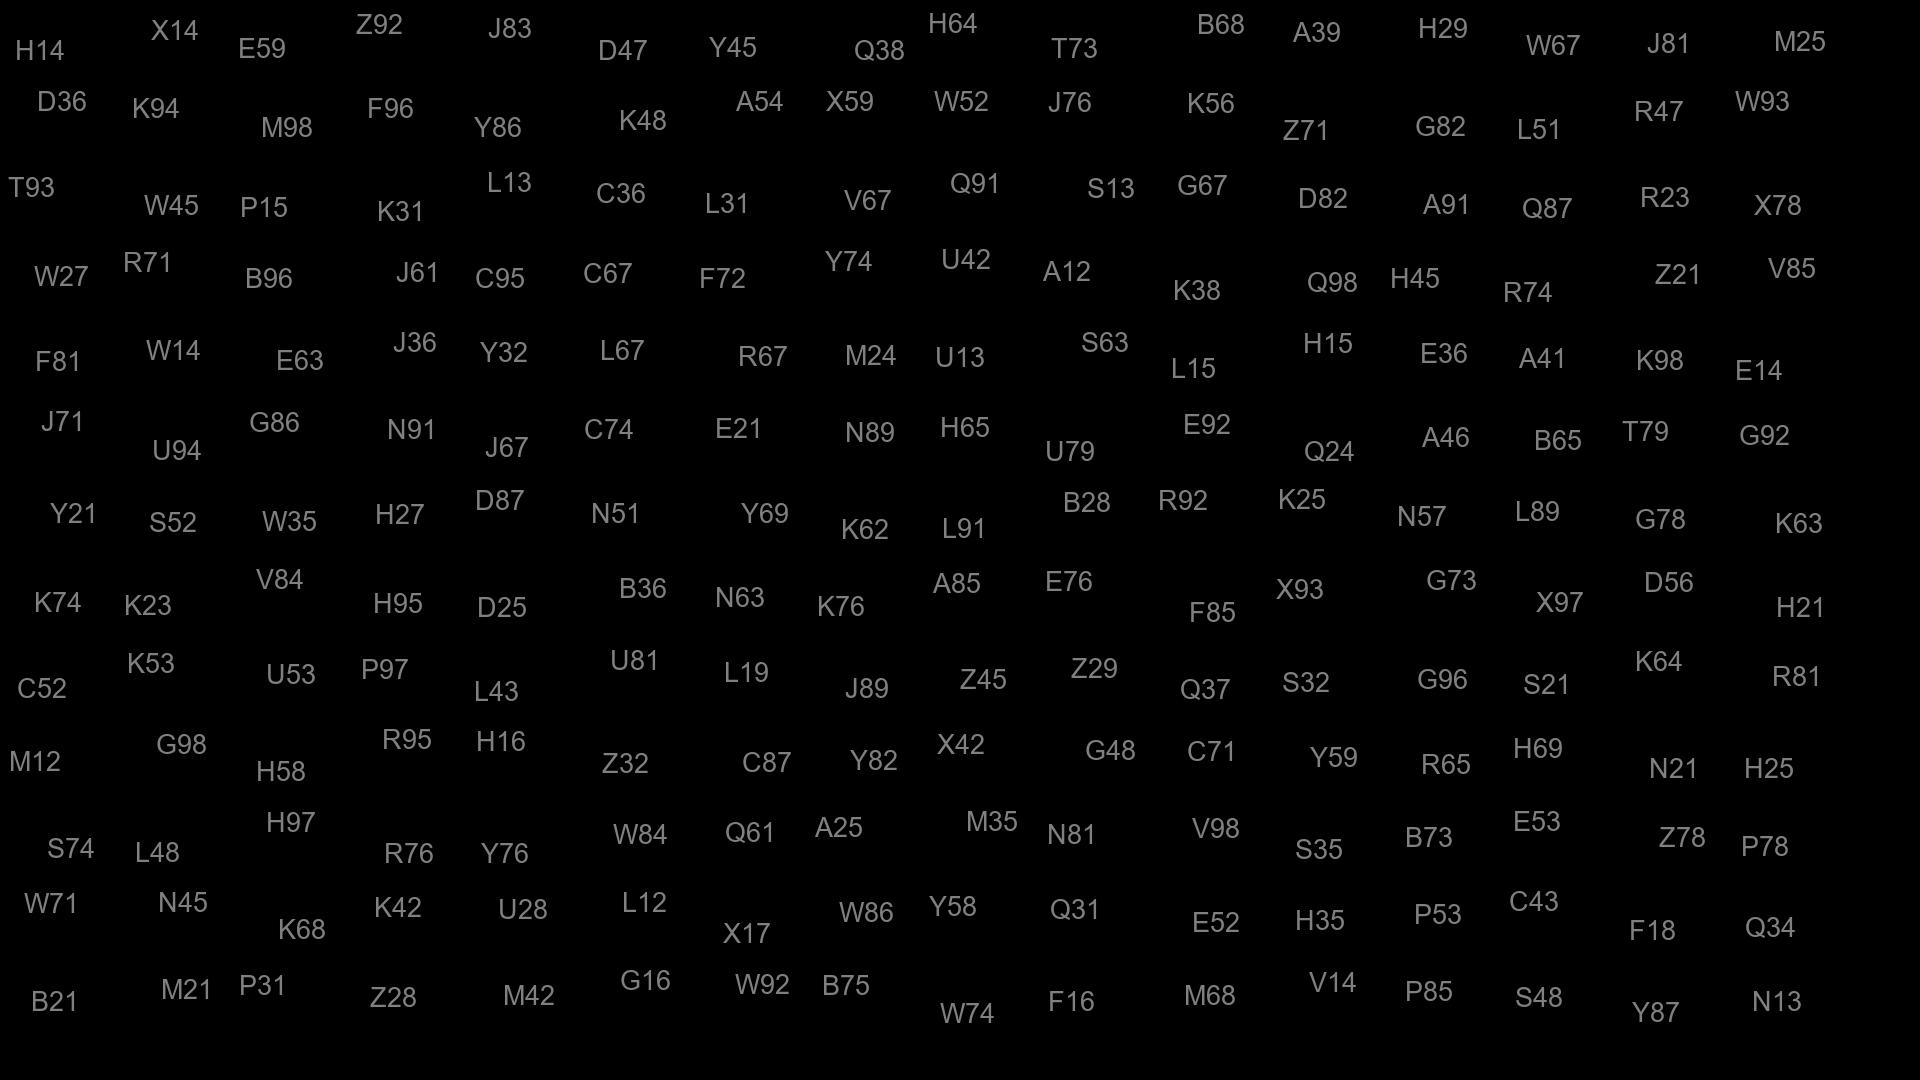 H14 X14 E59 Z92 J83 D47 Y45 Q38 H64 T73 B68 A39 H29 W67 J81 M25
D36 K94 M98 F96 Y86 K48 A54 X59 W52 J76 K56 Z71 G82 L51 R47 W93
T93 W45 P15 K31 L13 C36 L31 V67 Q91 S13 G67 D82 A91 Q87 R23 X78
W27 R71 B96 J61 C95 C67 F72 Y74 U42 A12 K38 Q98 H45 R74 Z21 V85
F81 W14 E63 J36 Y32 L67 R67 M24 U13 S63 L15 H15 E36 A41 K98 E14
J71 U94 G86 N91 J67 C74 E21 N89 H65 U79 E92 Q24 A46 B65 T79 G92
Y21 S52 W35 H27 D87 N51 Y69 K62 L91 B28 R92 K25 N57 L89 G78 K63
K74 K23 V84 H95 D25 B36 N63 K76 A85 E76 F85 X93 G73 X97 D56 H21
C52 K53 U53 P97 L43 U81 L19 J89 Z45 Z29 Q37 S32 G96 S21 K64 R81
M12 G98 H58 R95 H16 Z32 C87 Y82 X42 G48 C71 Y59 R65 H69 N21 H25
S74 L48 H97 R76 Y76 W84 Q61 A25 M35 N81 V98 S35 B73 E53 Z78 P78
W71 N45 K68 K42 U28 L12 X17 W86 Y58 Q31 E52 H35 P53 C43 F18 Q34
B21 M21 P31 Z28 M42 G16 W92 B75 W74 F16 M68 V14 P85 S48 Y87 N13